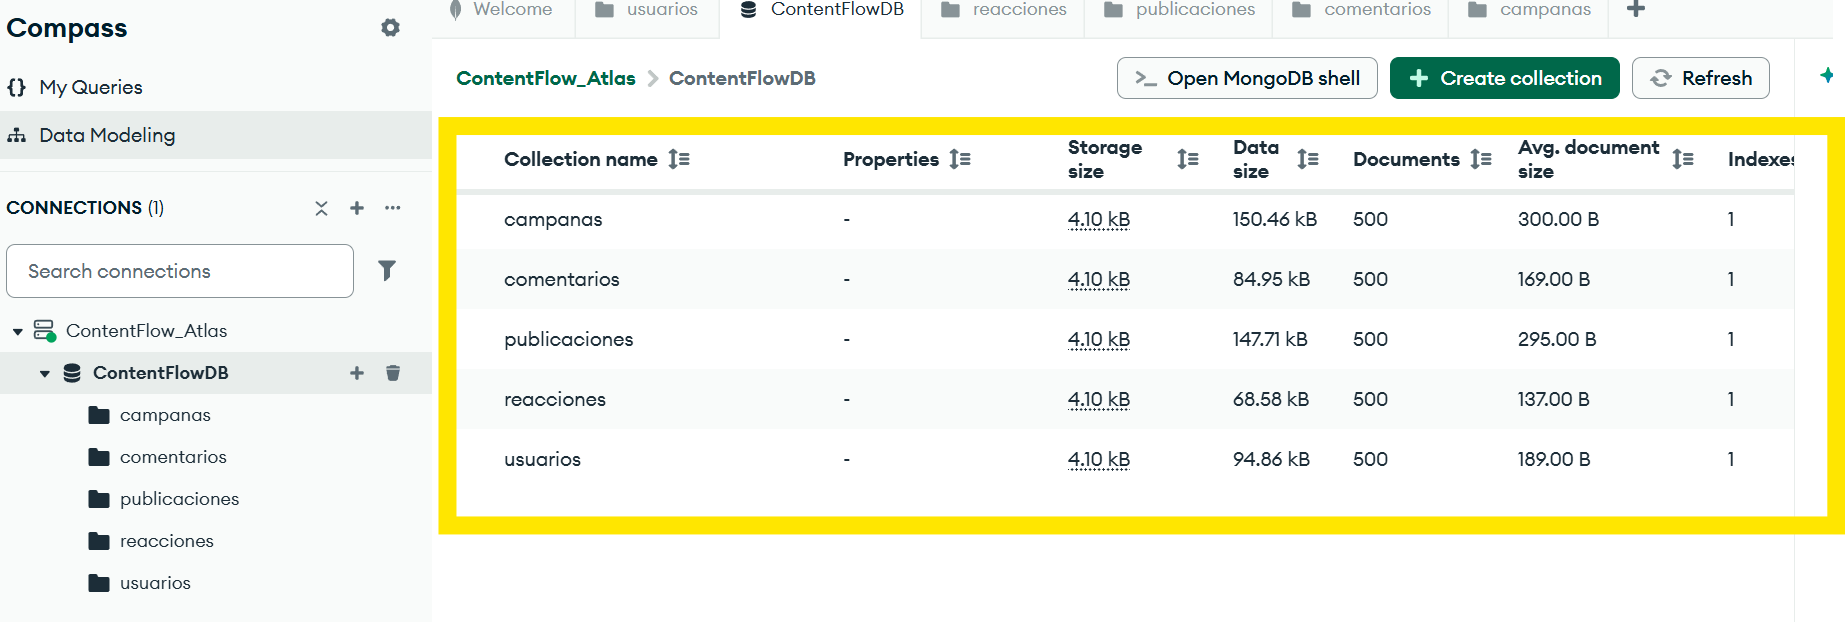 Compass
My Queries
Data Modeling
CONNECTIONS (1)
Search connections
ContentFlow_Atlas
ContentFlowDB
campanas
comentarios
publicaciones
reacciones
usuarios
Welcome usuarios ContentFlowDB reacciones publicaciones comentarios campanas
ContentFlow_Atlas ContentFlowDB Open MongoDB shell Create collection Refresh
Collection name Properties Storage size Data size Documents Avg. document size Indexes
campanas - 4.10 kB 150.46 kB 500 300.00 B 1
comentarios - 4.10 kB 84.95 kB 500 169.00 B 1
publicaciones - 4.10 kB 147.71 kB 500 295.00 B 1
reacciones - 4.10 kB 68.58 kB 500 137.00 B 1
usuarios - 4.10 kB 94.86 kB 500 189.00 B 1